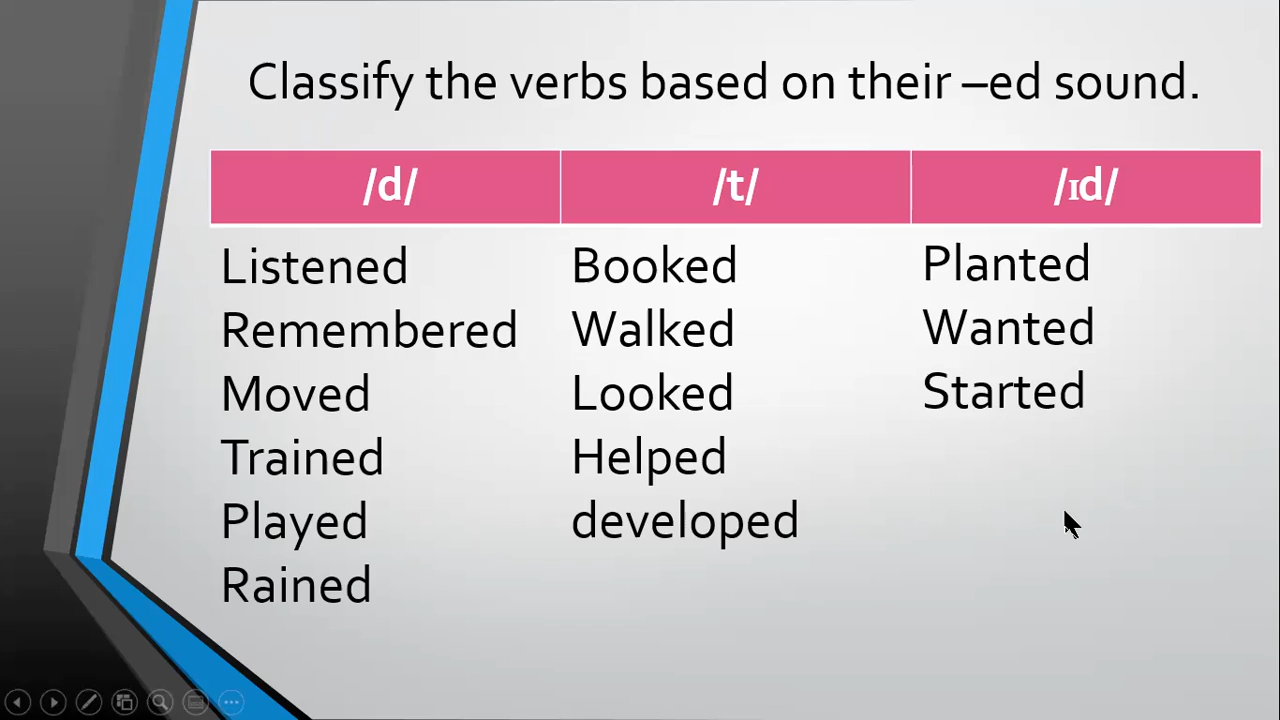 Classify the verbs based on their –ed sound.
/d/ /t/ /ɪd/
Listened Booked Planted
Remembered Walked Wanted
Moved Looked Started
Trained Helped
Played developed
Rained